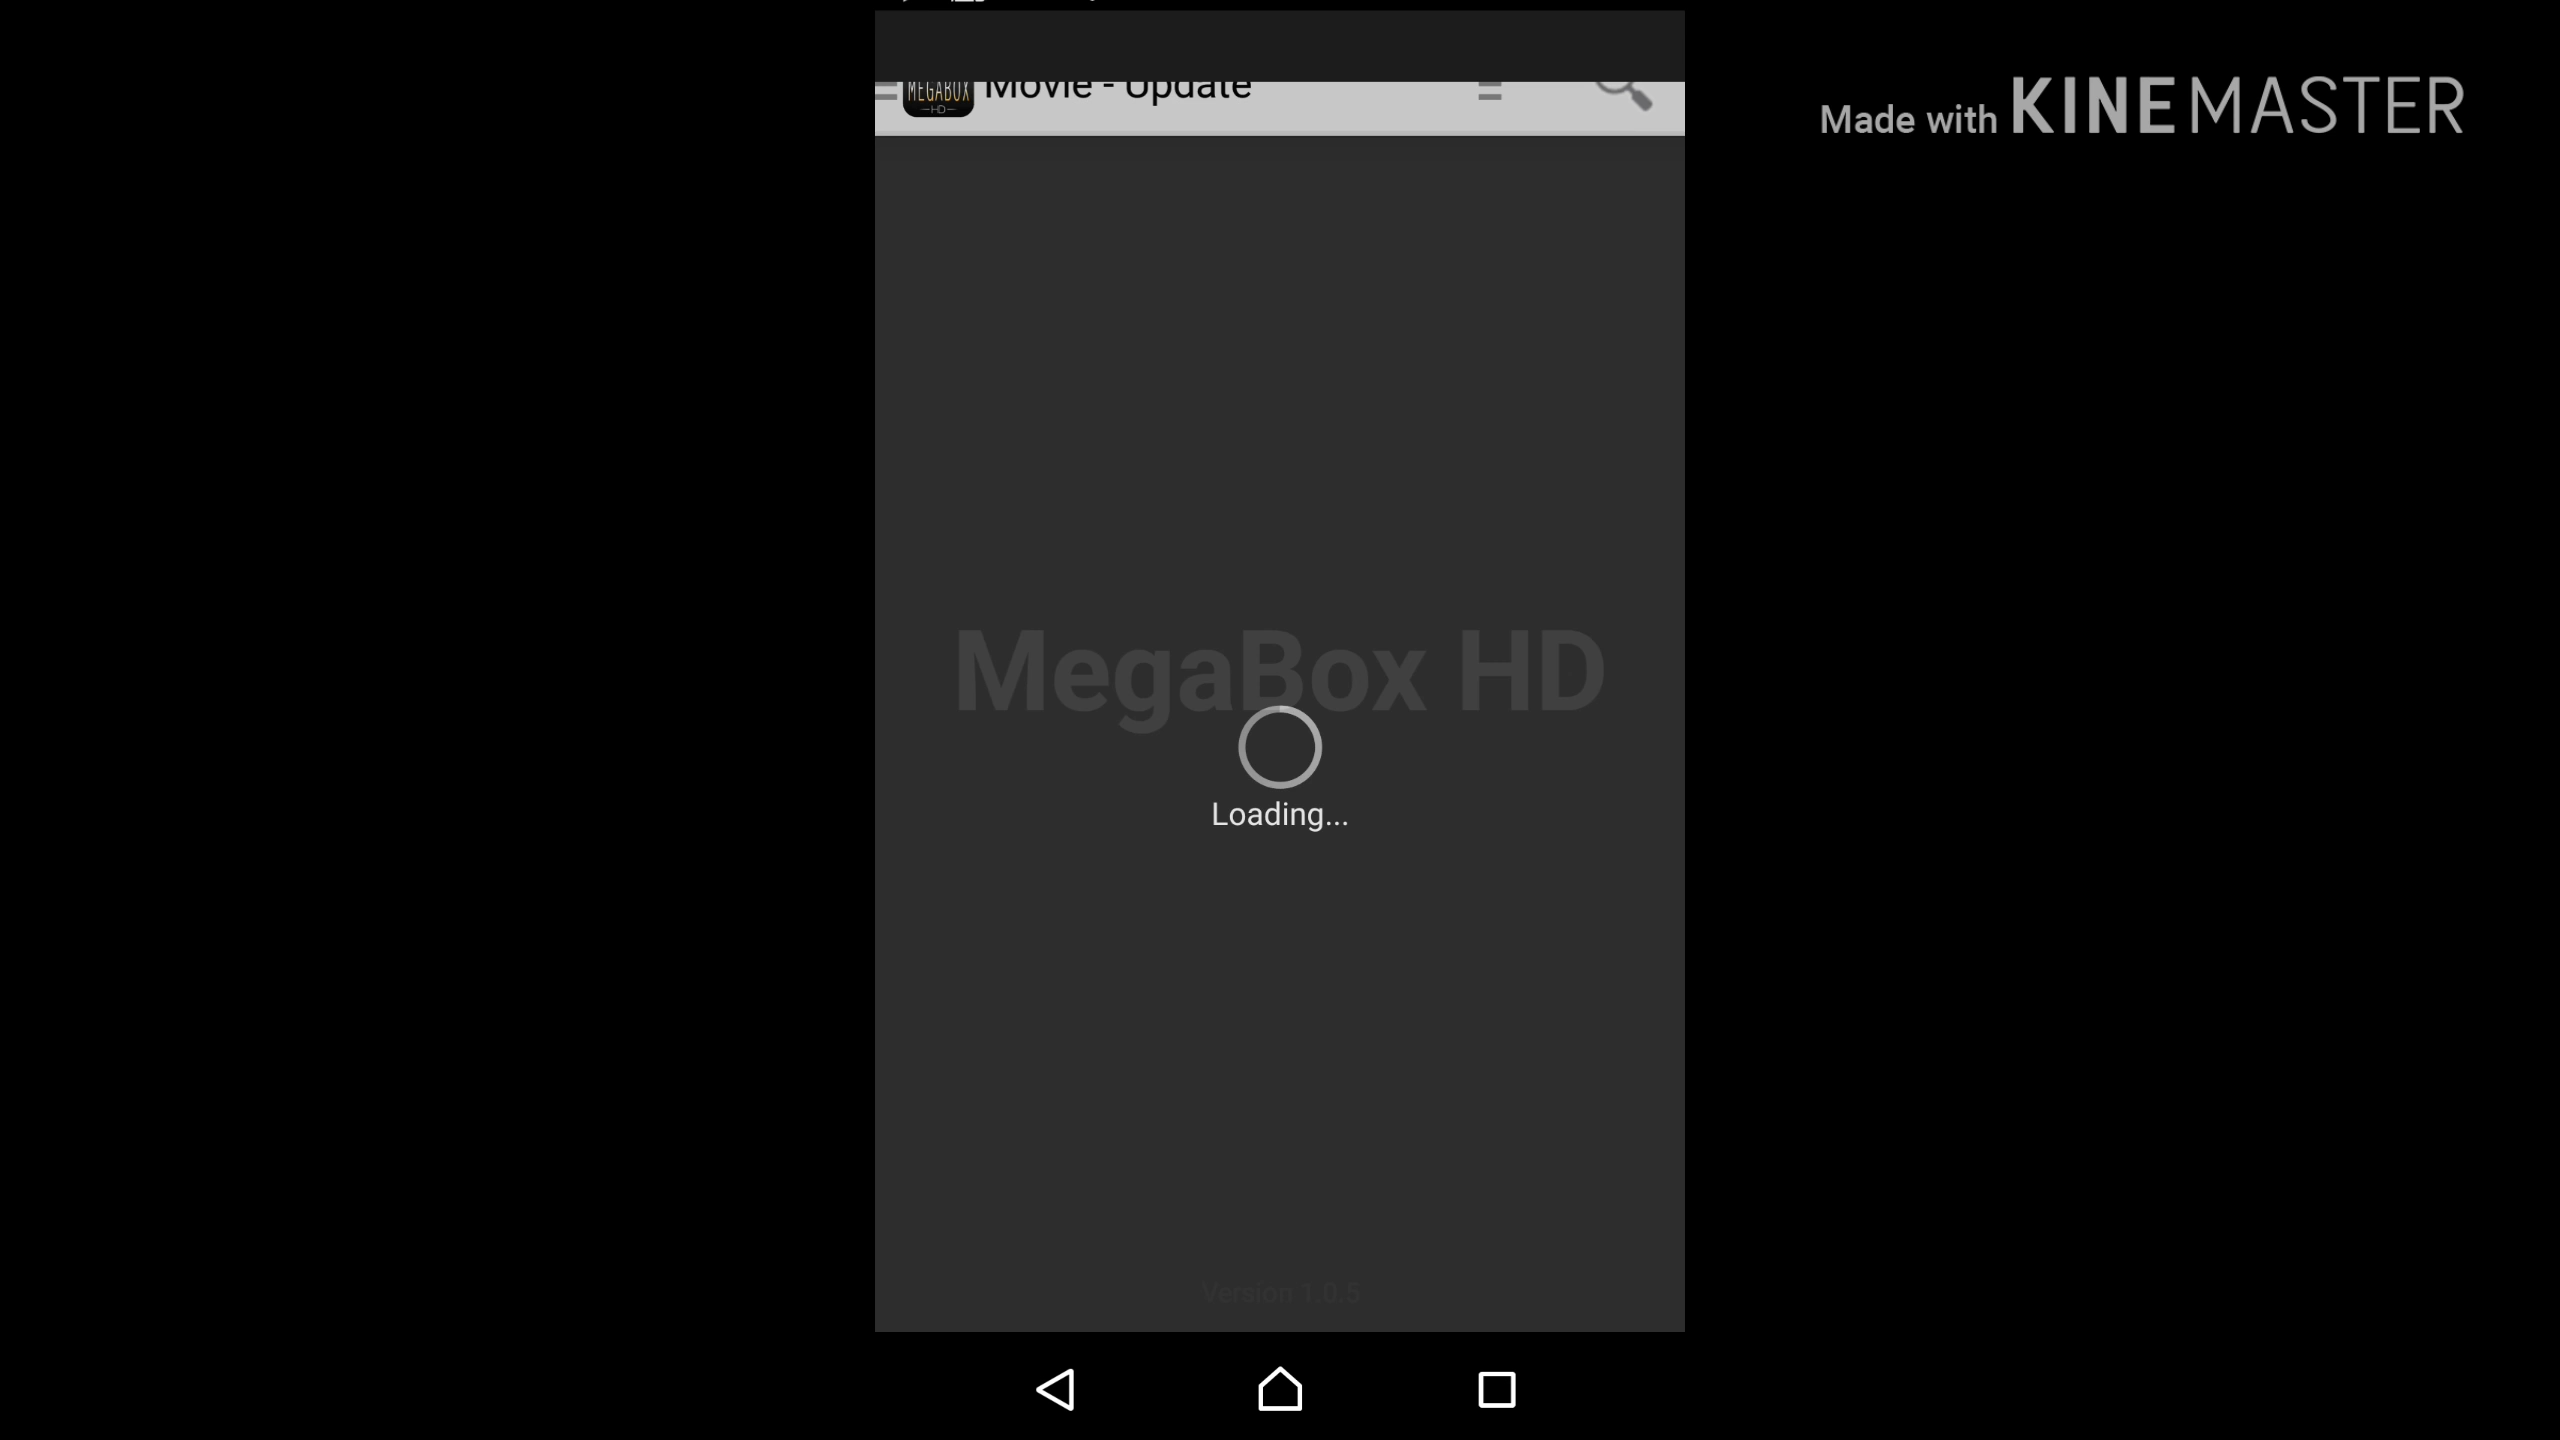 MEGABOX
HD
Movie - Update
Made with KINEMASTER
MegaBox HD
Loading...
Version 1.0.5